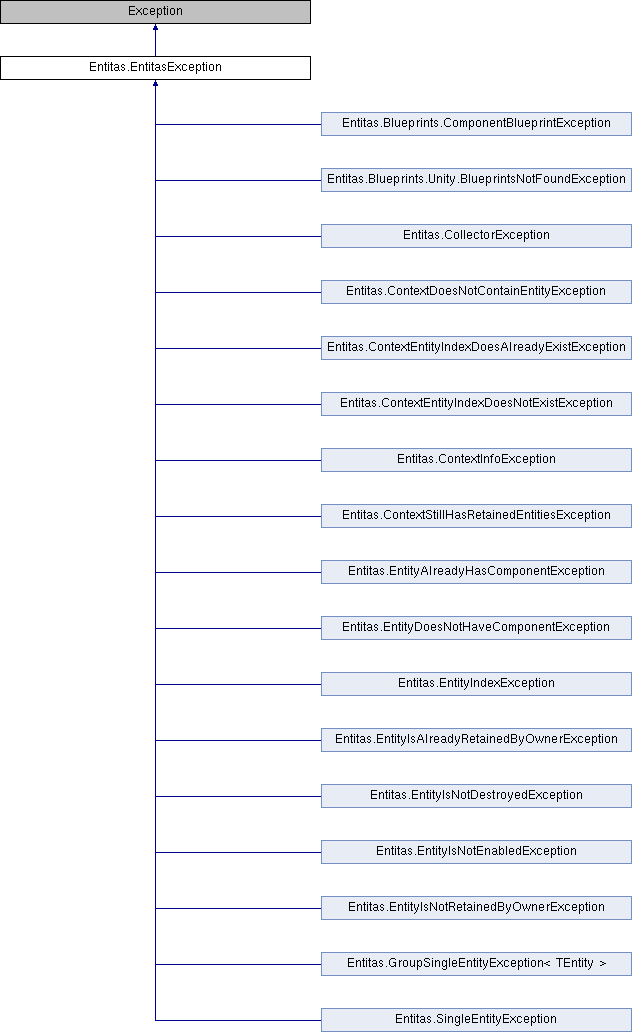 Exception
Entitas.EntitasException
Entitas.Blueprints.ComponentBlueprintException
Entitas.Blueprints.Unity.BlueprintsNotFoundException
Entitas.CollectorException
Entitas.ContextDoesNotContainEntityException
Entitas.ContextEntityIndexDoesAlreadyExistException
Entitas.ContextEntityIndexDoesNotExistException
Entitas.ContextInfoException
Entitas.ContextStillHasRetainedEntitiesException
Entitas.EntityAlreadyHasComponentException
Entitas.EntityDoesNotHaveComponentException
Entitas.EntityIndexException
Entitas.EntityIsAlreadyRetainedByOwnerException
Entitas.EntityIsNotDestroyedException
Entitas.EntityIsNotEnabledException
Entitas.EntityIsNotRetainedByOwnerException
Entitas.GroupSingleEntityException< TEntity >
Entitas.SingleEntityException